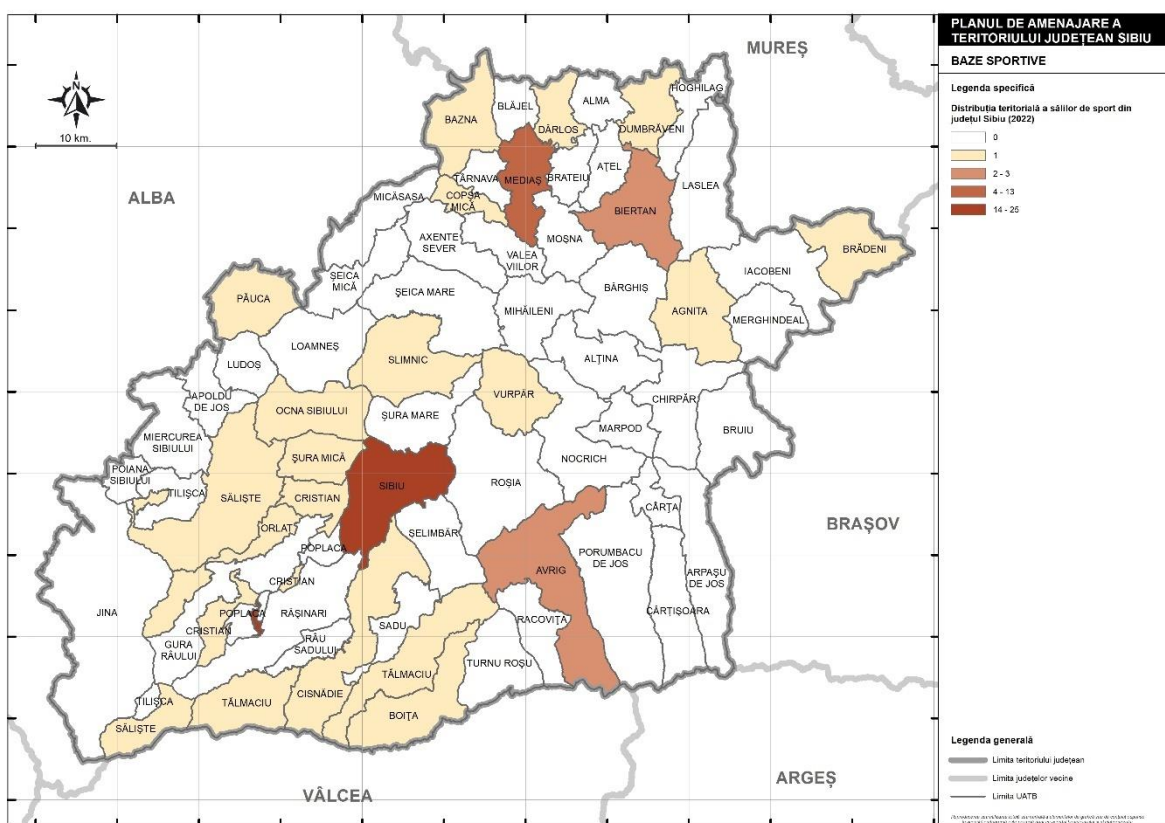 PLANUL DE AMENAJARE A
TERITORIULUI JUDEȚEAN SIBIU
BAZE SPORTIVE
Legenda specifică
Distribuția teritorială a sălilor de sport din
județul Sibiu (2022)
0
1
2 - 3
4 - 13
14 - 25
N
10 km.
MUREȘ
ALBA
BRAȘOV
ARGEȘ
VÂLCEA
HOGHILAG
BLĂJEL
ALMA
BAZNA
DÂRLOS
DUMBRĂVENI
AȚEL
TÂRNAVA
MEDIAȘ
BRATEIU
LASLEA
MICĂSASA
COPȘA
MICĂ
BIERTAN
AXENTE
SEVER
MOȘNA
VALEA
VIILOR
BRĂDENI
IACOBENI
ȘEICA
MICĂ
ȘEICA MARE
BÂRGHIȘ
PĂUCA
MIHĂILENI
AGNITA
MERGHINDEAL
LOAMNEȘ
LUDOȘ
SLIMNIC
ALȚINA
APOLDU
DE JOS
VURPĂR
CHIRPĂR
OCNA SIBIULUI
ȘURA MARE
MARPOD
BRUIU
MIERCUREA
SIBIULUI
ȘURA MICĂ
NOCRICH
POIANA
SIBIULUI
TILIȘCA
SĂLIȘTE
CRISTIAN
SIBIU
ROȘIA
CÂRȚA
ORLAT
SELIMBĂR
POPLACA
PORUMBACU
DE JOS
AVRIG
ARPAȘU
DE JOS
CRISTIAN
JINA
POPLACA
RĂȘINARI
CÂRȚIȘOARA
CRISTIAN
SADU
RACOVIȚA
GURA
RÂULUI
RÂU
SADULUI
TURNU ROȘU
TĂLMACIU
TILIȘCA
TĂLMACIU
CISNĂDIE
BOIȚA
SĂLIȘTE
Legenda generală
Limita teritoriului județean
Limita județelor vecine
Limita UATB